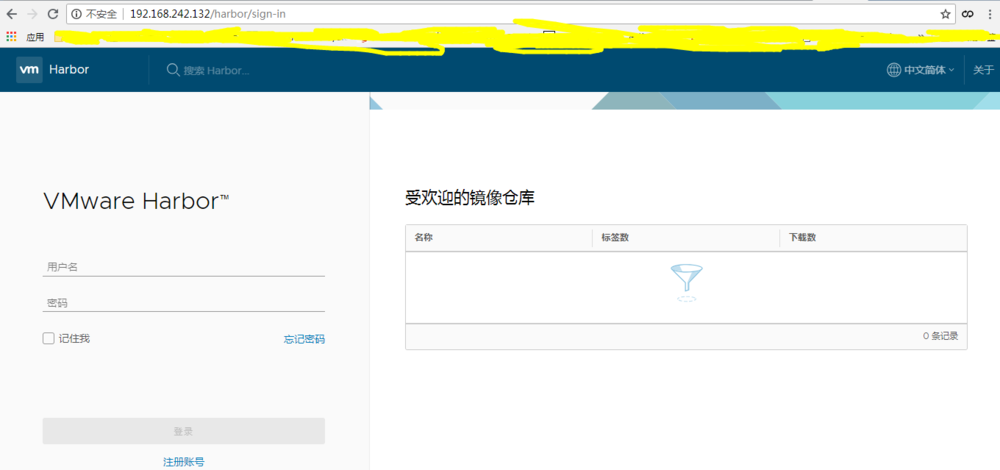 不安全 192.168.242.132/harbor/sign-in
应用
vm Harbor 搜索 Harbor... 中文简体 关于
VMware Harbor™
用户名
密码
记住我 忘记密码
登录
注册账号
受欢迎的镜像仓库
名称 标签数 下载数
0 条记录